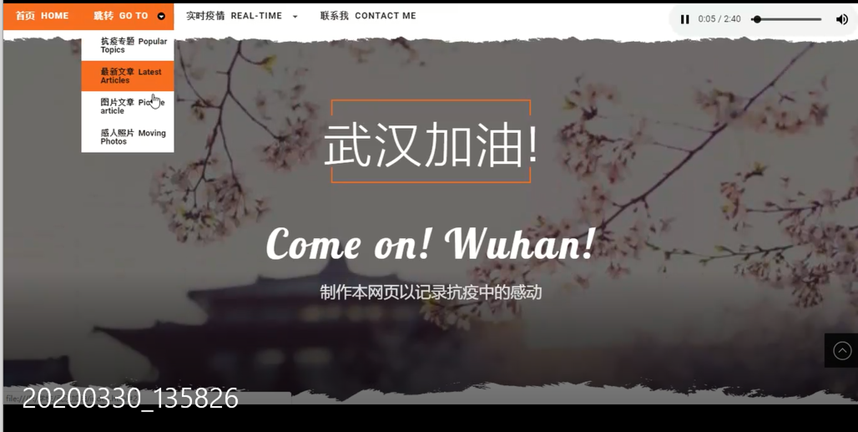 首页 HOME
跳转 GO TO
实时疫情 REAL-TIME
联系我 CONTACT ME
0:05 / 2:40
抗疫专题 Popular
Topics
最新文章 Latest
Articles
图片文章
article
感人照片 Moving
Photos
武汉加油!
Come on! Wuhan!
制作本网页以记录抗疫中的感动
20200330_135826